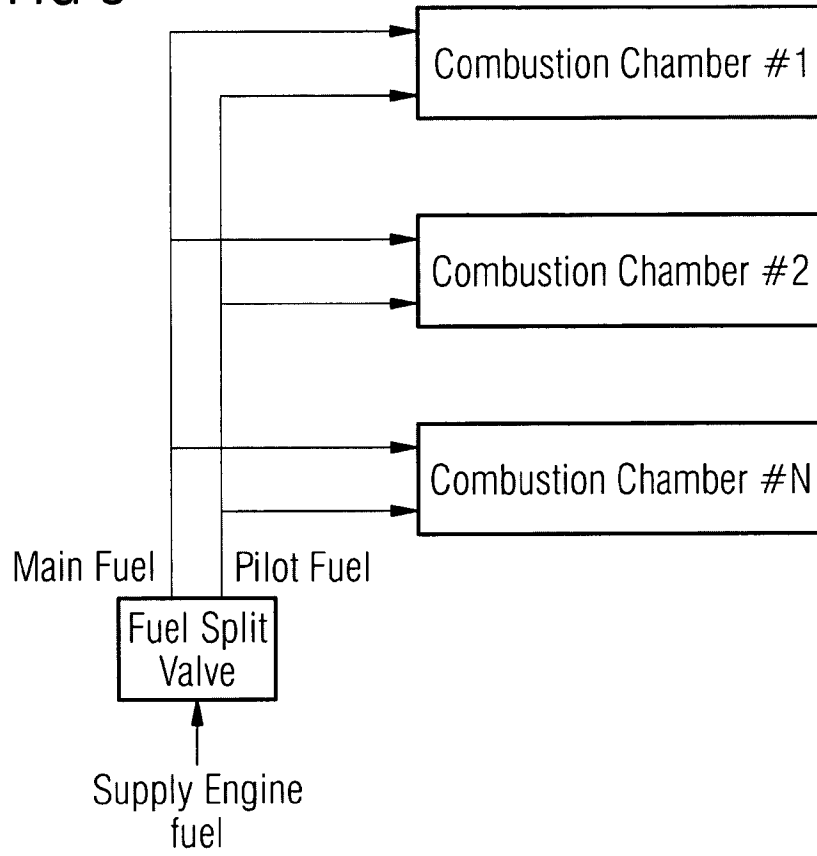 Combustion Chamber #1
Combustion Chamber #2
Combustion Chamber #N
Main Fuel
Pilot Fuel
Fuel Split
Valve
Supply Engine
fuel